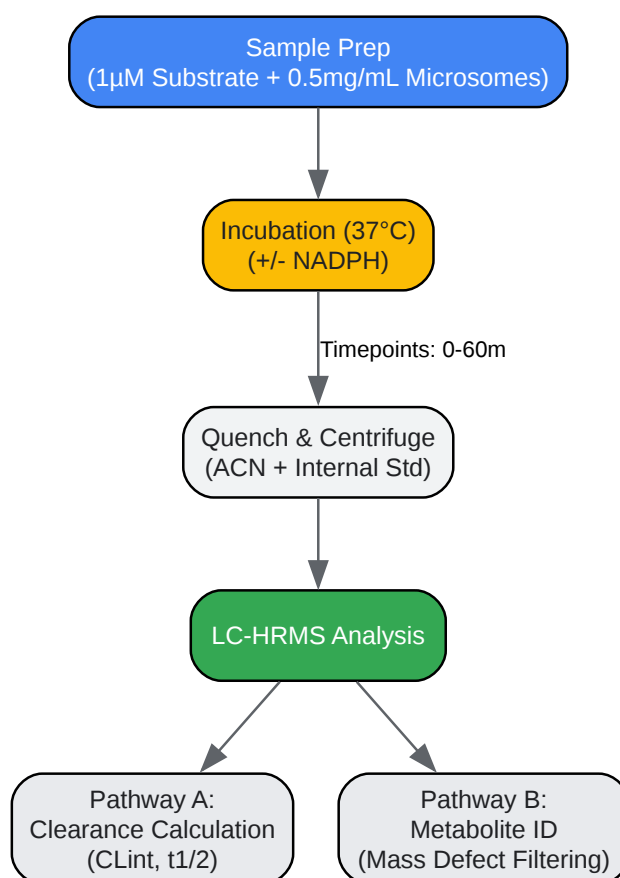 Sample Prep
(1µM Substrate + 0.5mg/mL Microsomes)
Incubation (37°C)
(+/- NADPH)
Timepoints: 0-60m
Quench & Centrifuge
(ACN + Internal Std)
LC-HRMS Analysis
Pathway A:
Clearance Calculation
(CLint, t1/2)
Pathway B:
Metabolite ID
(Mass Defect Filtering)